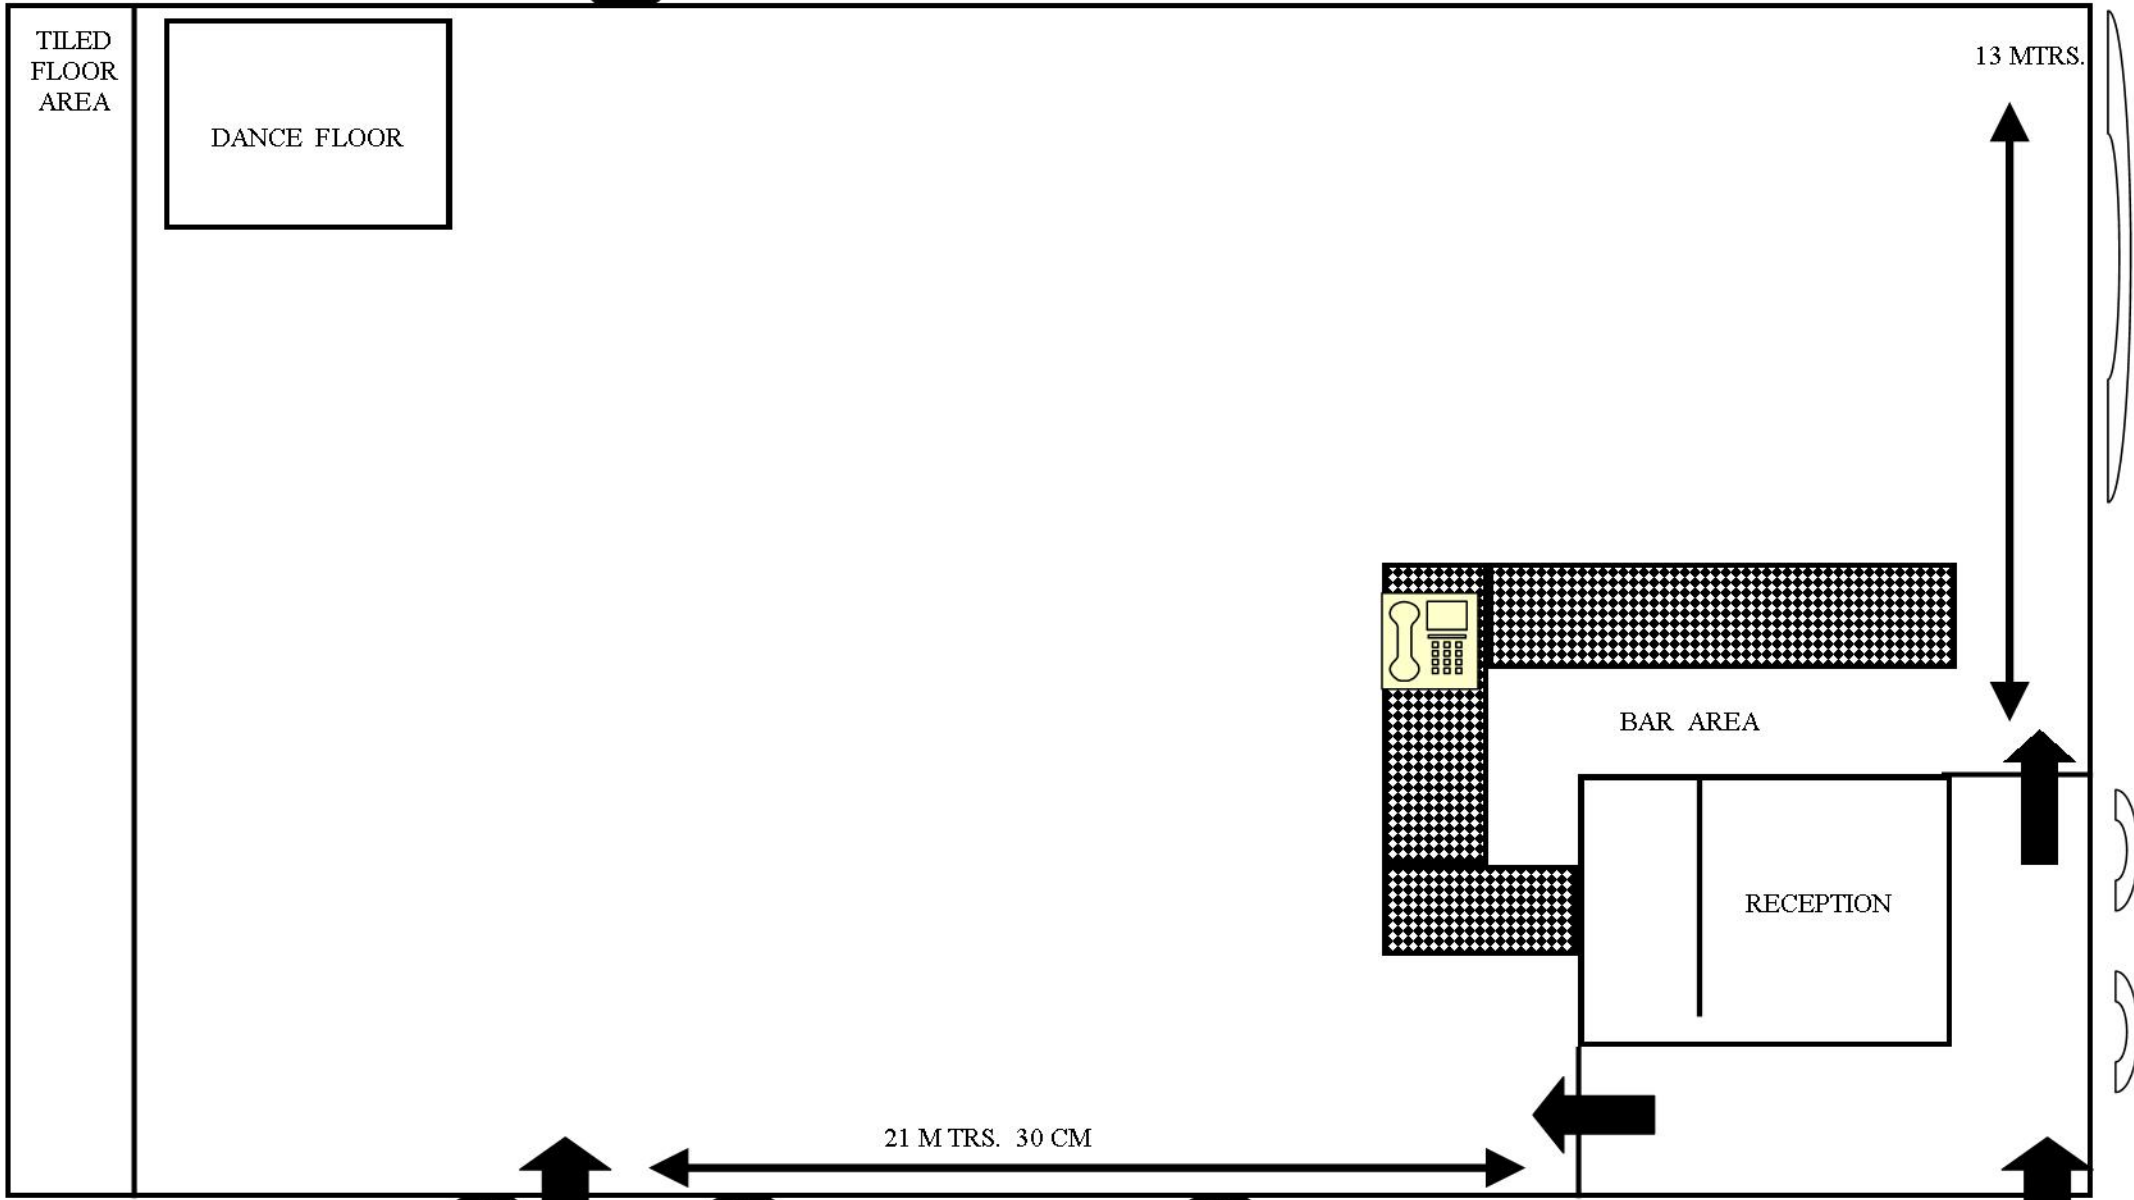 TILED
FLOOR
AREA
DANCE FLOOR
13 MTRS.
BAR AREA
RECEPTION
21 M TRS. 30 CM